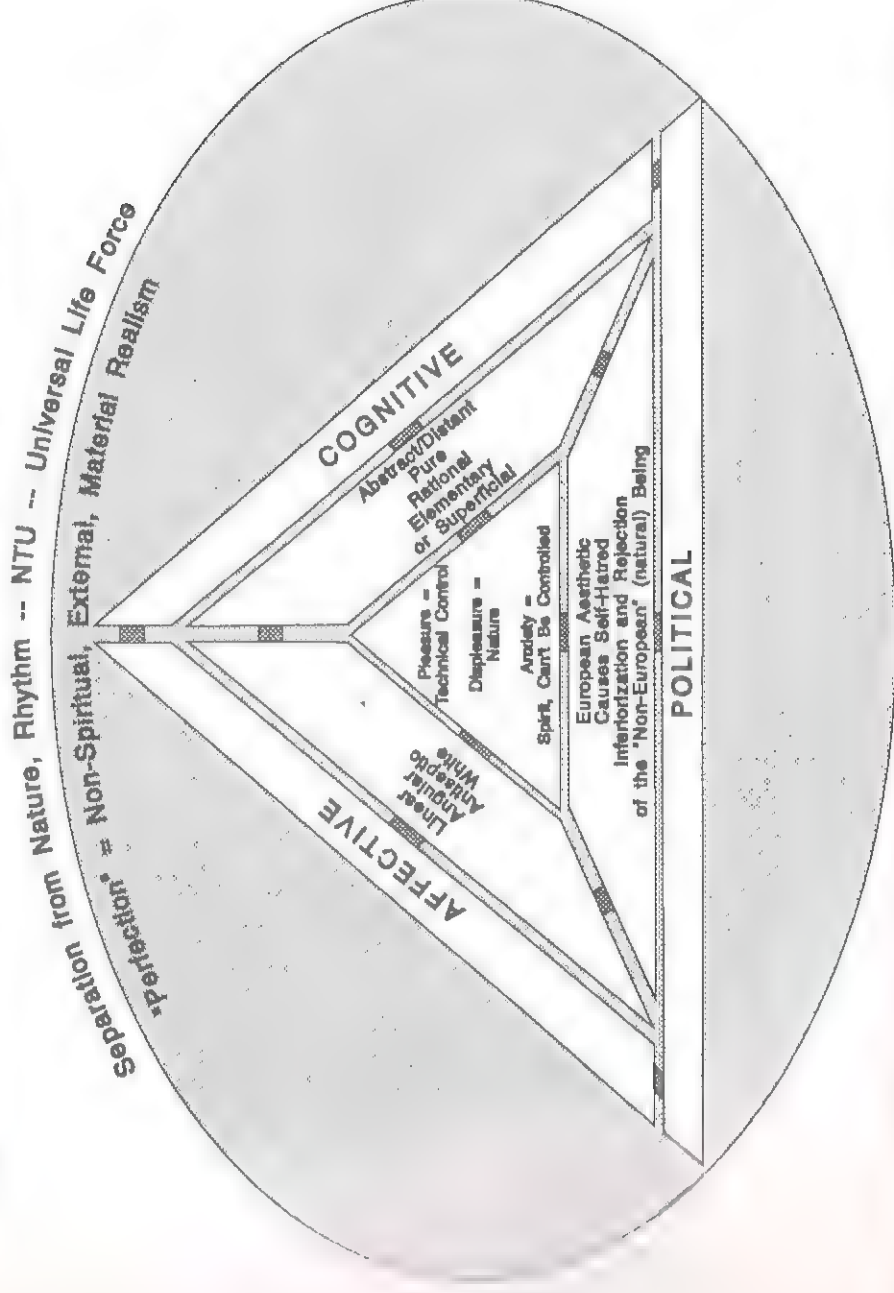 Separation from Nature, Rhythm -- NTU -- Universal Life Force
"Perfection" = Non-Spiritual, External, Material Realism
COGNITIVE
Abstract/Distant
Pure
Rational
Elementary
or Superficial
AFFECTIVE
Linear
Angular
Antiseptic
White
Pleasure =
Technical Control
Displeasure =
Nature
Anxiety =
Spirit, Can't Be Controlled
European Aesthetic
Causes Self-Hatred
Inferiorization and Rejection
of the "Non-European" (natural) Being
POLITICAL